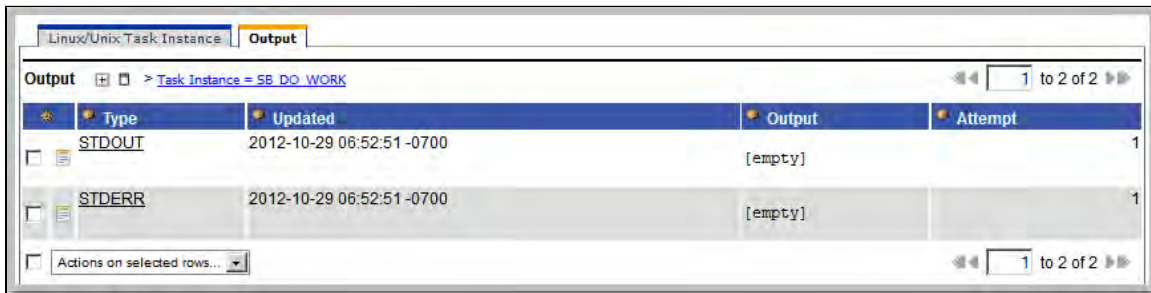 Linux/Unix Task Instance Output
Output > Task Instance = SB_DO_WORK 1 to 2 of 2
Type Updated Output Attempt
STDOUT 2012-10-29 06:52:51 -0700 [empty] 1
STDERR 2012-10-29 06:52:51 -0700 [empty] 1
Actions on selected rows... 1 to 2 of 2